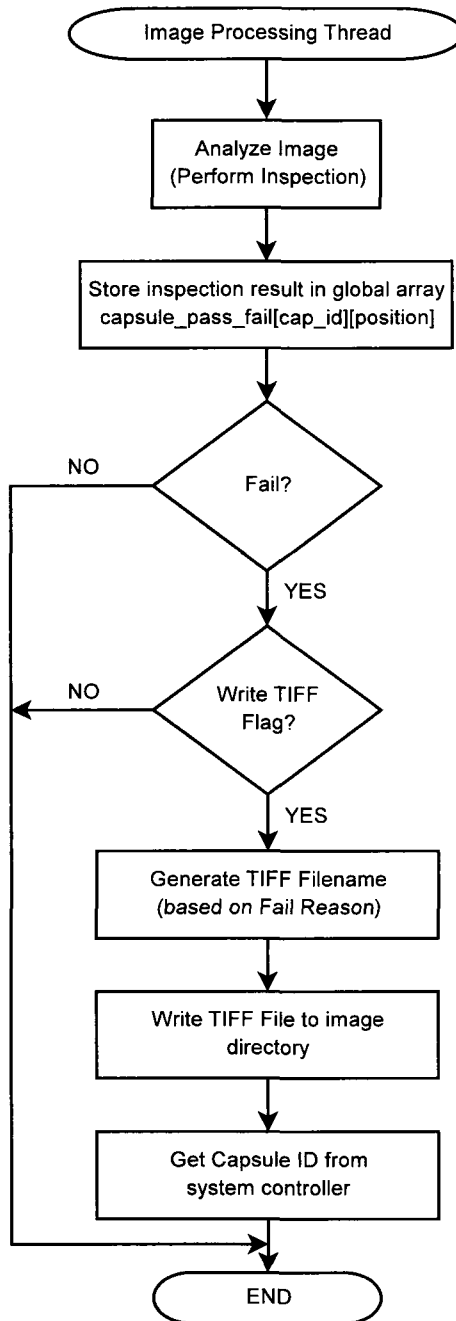 Image Processing Thread
Analyze Image
(Perform Inspection)
Store inspection result in global array
capsule_pass_fail[cap_id][position]
NO
Fail?
YES
NO
Write TIFF
Flag?
YES
Generate TIFF Filename
(based on Fail Reason)
Write TIFF File to image
directory
Get Capsule ID from
system controller
END